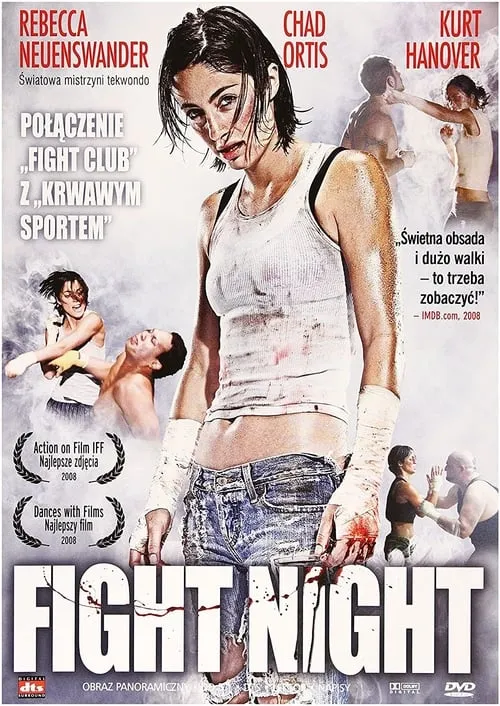 REBECCA
NEUENSWANDER
Światowa mistrzyni tekwondo
CHAD
ORTIS
KURT
HANOVER
POŁĄCZENIE
„FIGHT CLUB”
Z „KRWAWYM
SPORTEM”
„Świetna obsada
i dużo walki
– to trzeba
zobaczyć!”
– IMDB.com, 2008
Action on Film IFF
Najlepsze zdjęcia
2008
Dances with Films
Najlepszy film
2008
FIGHT NIGHT
DIGITAL
dts
SURROUND
OBRAZ PANORAMICZNY
DOLBY
DIGITAL
DVD